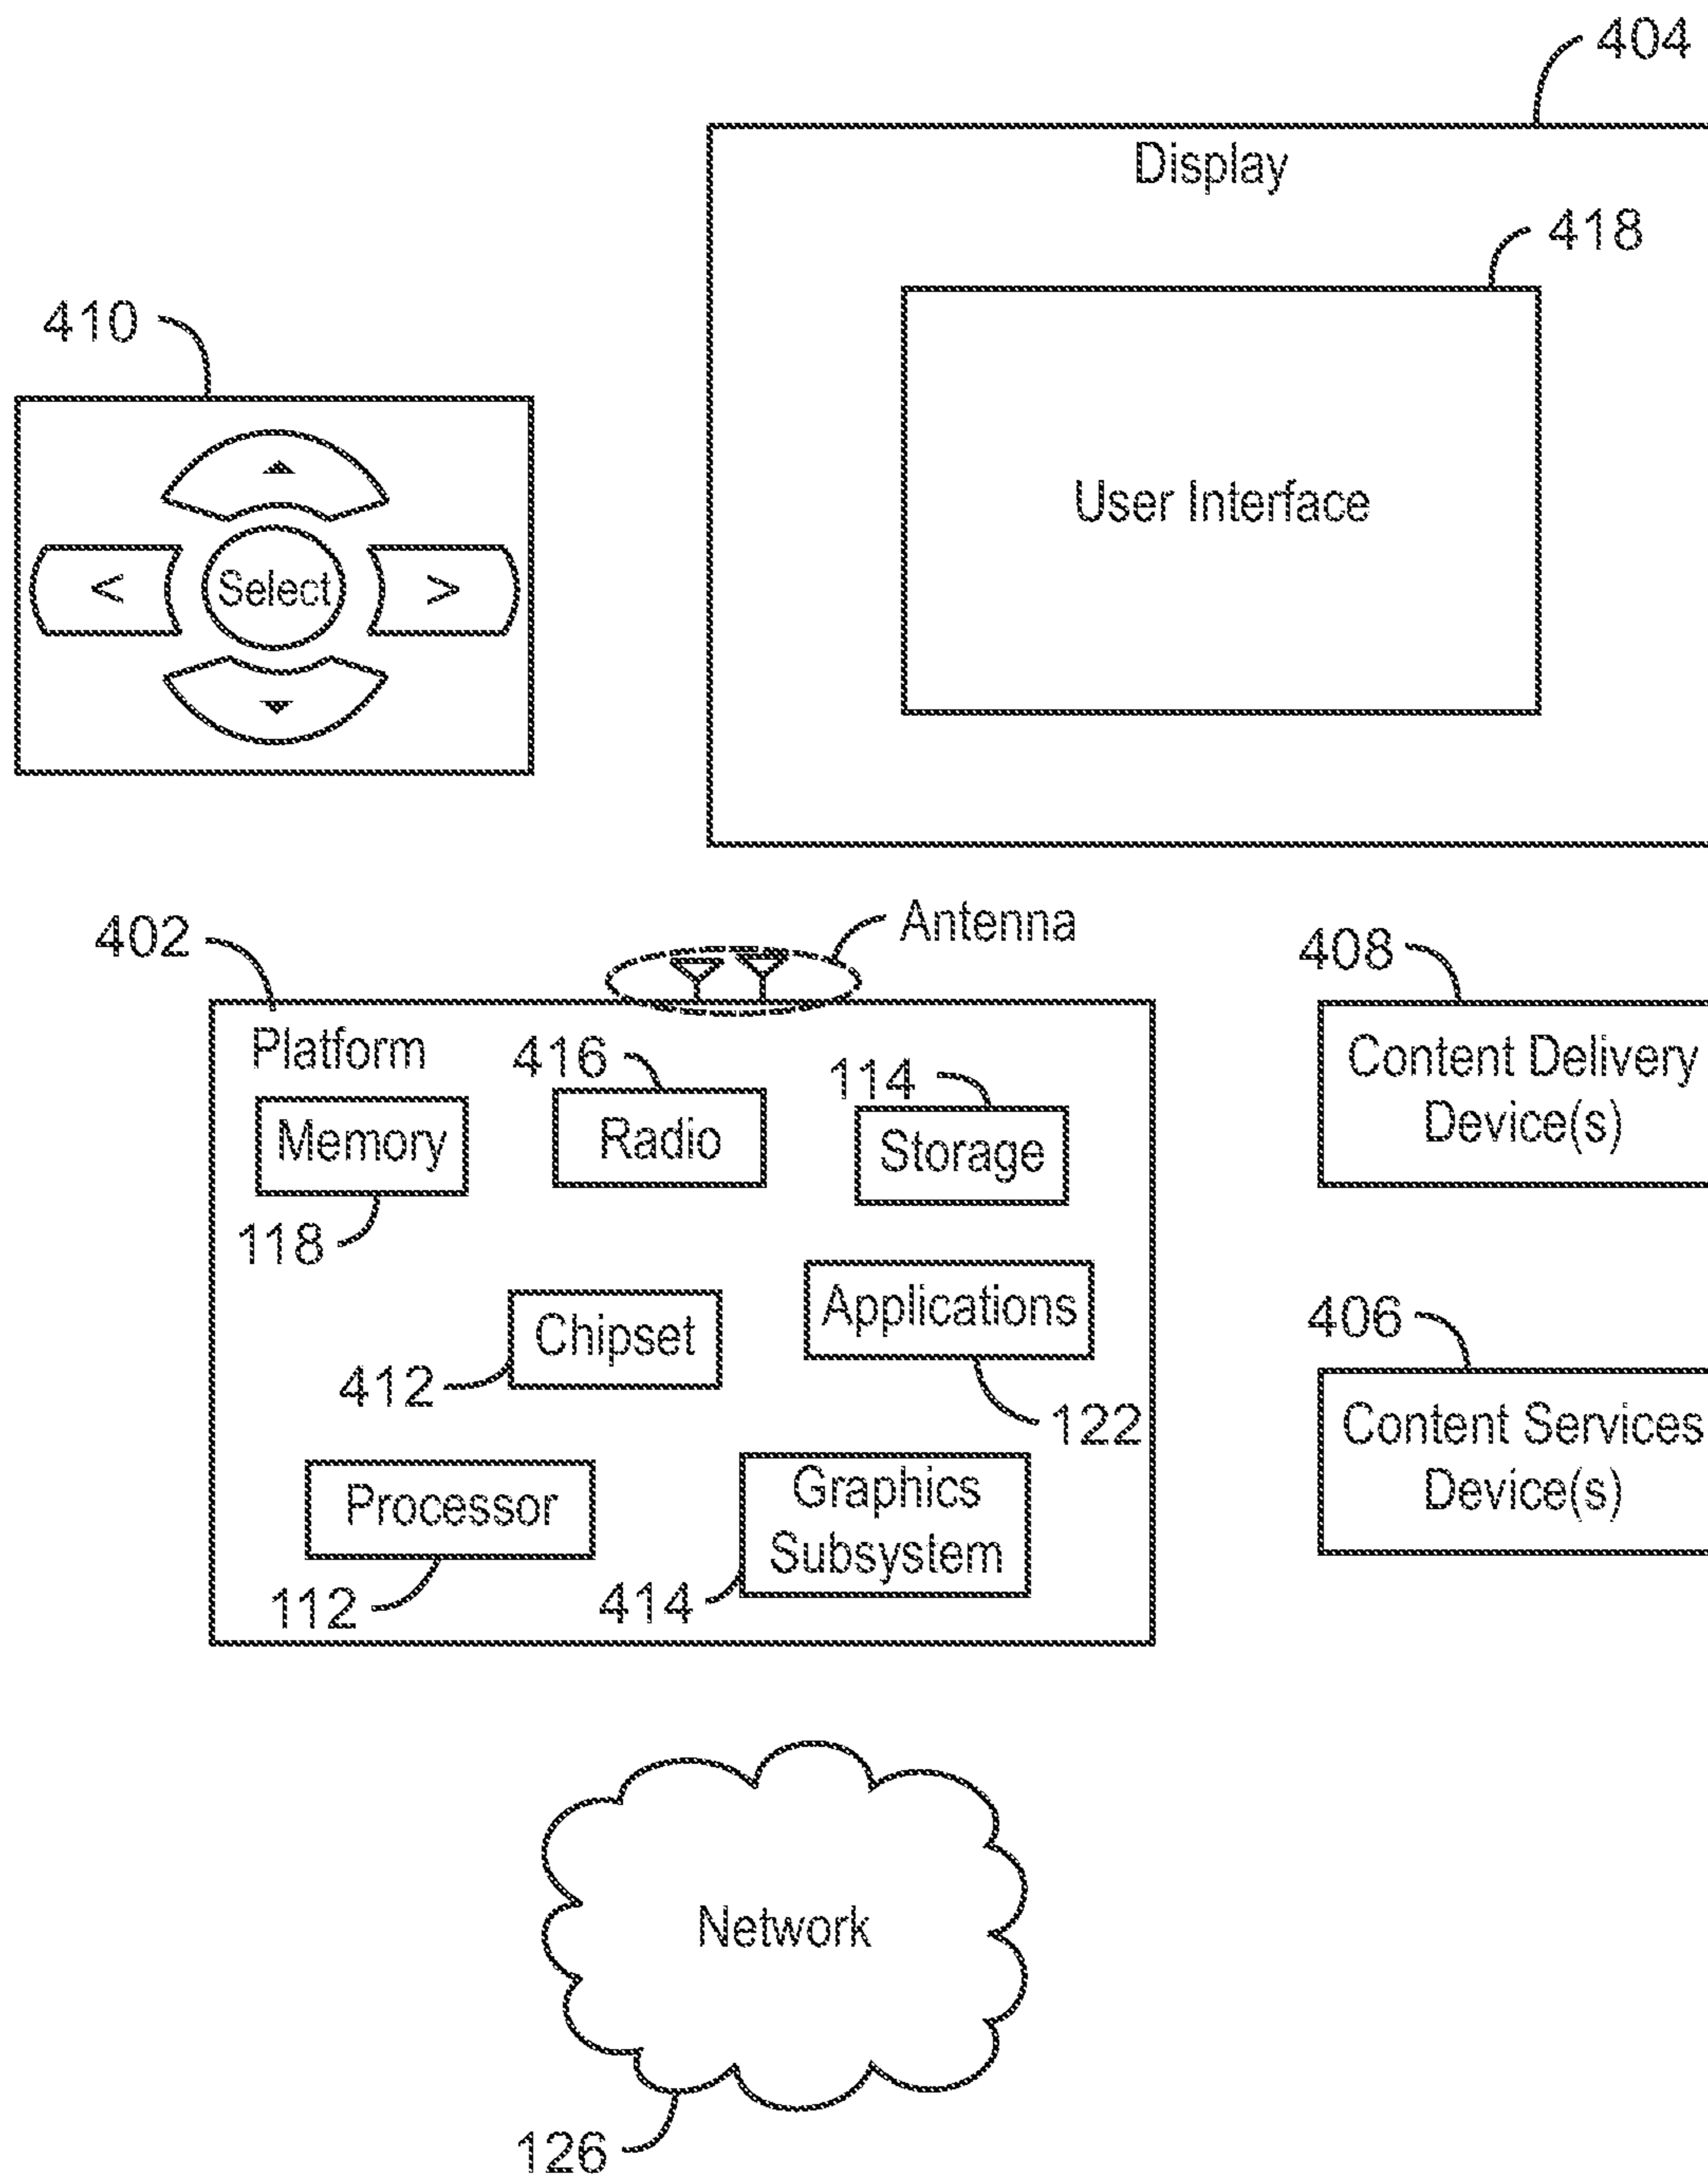 404
Display
418
User Interface
410
<
Select
>
402
Antenna
408
Platform
416
114
Memory
Radio
Storage
118
Content Delivery
Device(s)
Chipset
Applications
412
122
406
Content Services
Device(s)
Processor
Graphics
Subsystem
112
414
Network
126